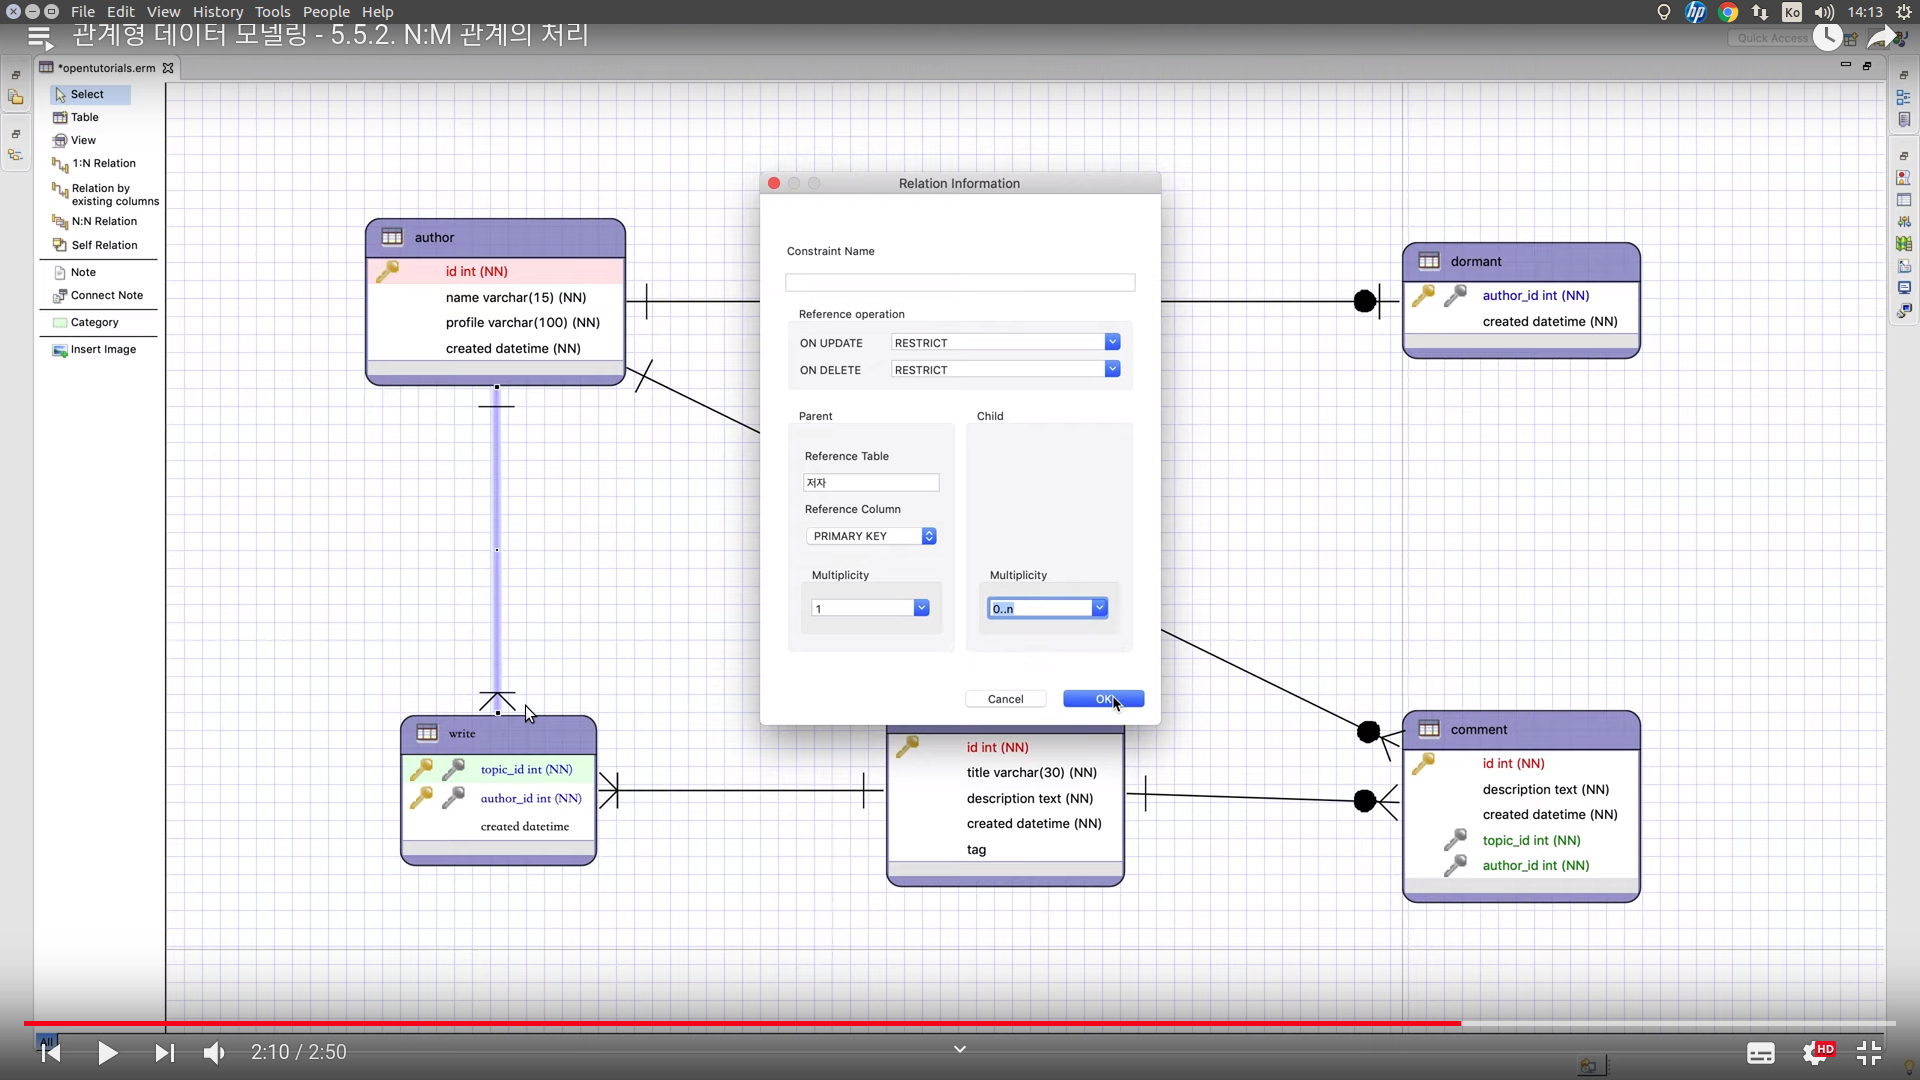 File Edit View History Tools People Help
Ko
14:13
관계형 데이터 모델링 - 5.5.2. N:M 관계의 처리
Quick Access
*opentutorials.erm
Select
Table
View
1:N Relation
Relation by
existing columns
N:N Relation
Self Relation
Note
Connect Note
Category
Insert Image
author
id int (NN)
name varchar(15) (NN)
profile varchar(100) (NN)
created datetime (NN)
Relation Information
Constraint Name
Reference operation
ON UPDATE RESTRICT
ON DELETE RESTRICT
Parent
Child
Reference Table
저자
Reference Column
PRIMARY KEY
Multiplicity
Multiplicity
1
0..n
Cancel
OK
dormant
author_id int (NN)
created datetime (NN)
write
topic_id int (NN)
author_id int (NN)
created datetime
id int (NN)
title varchar(30) (NN)
description text (NN)
created datetime (NN)
tag
comment
id int (NN)
description text (NN)
created datetime (NN)
topic_id int (NN)
author_id int (NN)
All
2:10 / 2:50
HD
hp